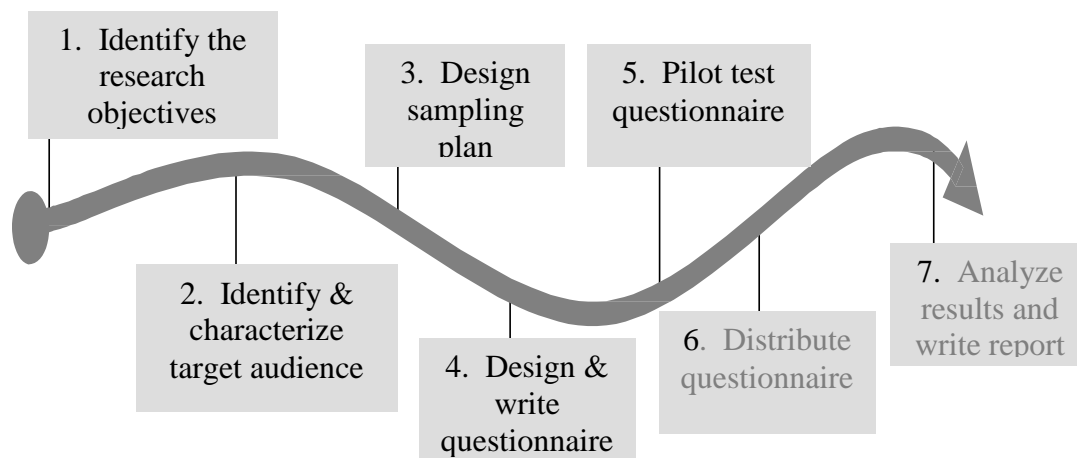 1. Identify the
research
objectives
2. Identify &
characterize
target audience
3. Design
sampling
plan
4. Design &
write
questionnaire
5. Pilot test
questionnaire
6. Distribute
questionnaire
7. Analyze
results and
write report